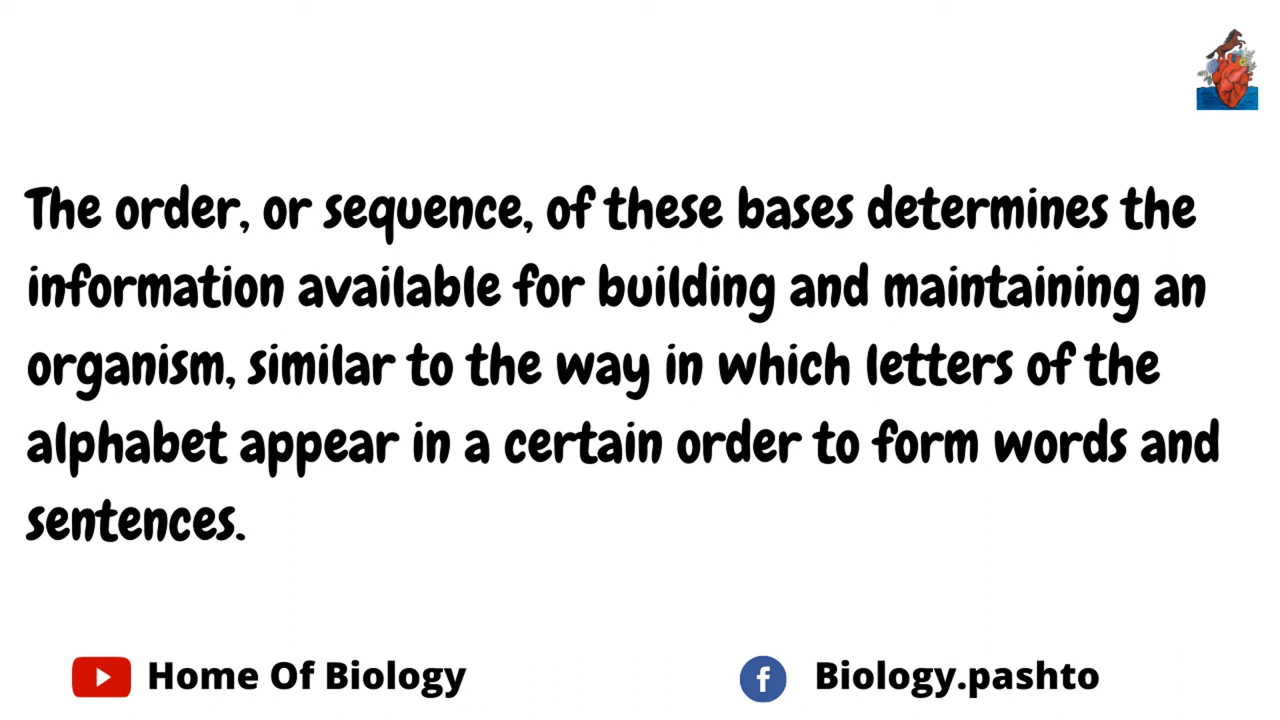 The order, or sequence, of these bases determines the
information available for building and maintaining an
organism, similar to the way in which letters of the
alphabet appear in a certain order to form words and
sentences.
Home Of Biology
f Biology.pashto